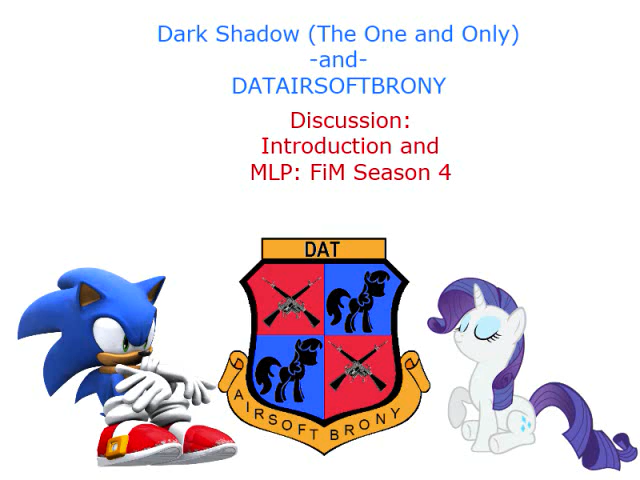 Dark Shadow (The One and Only)
-and-
DATAIRSOFTBRONY
Discussion:
Introduction and
MLP: FiM Season 4
DAT
AIRSOFT BRONY